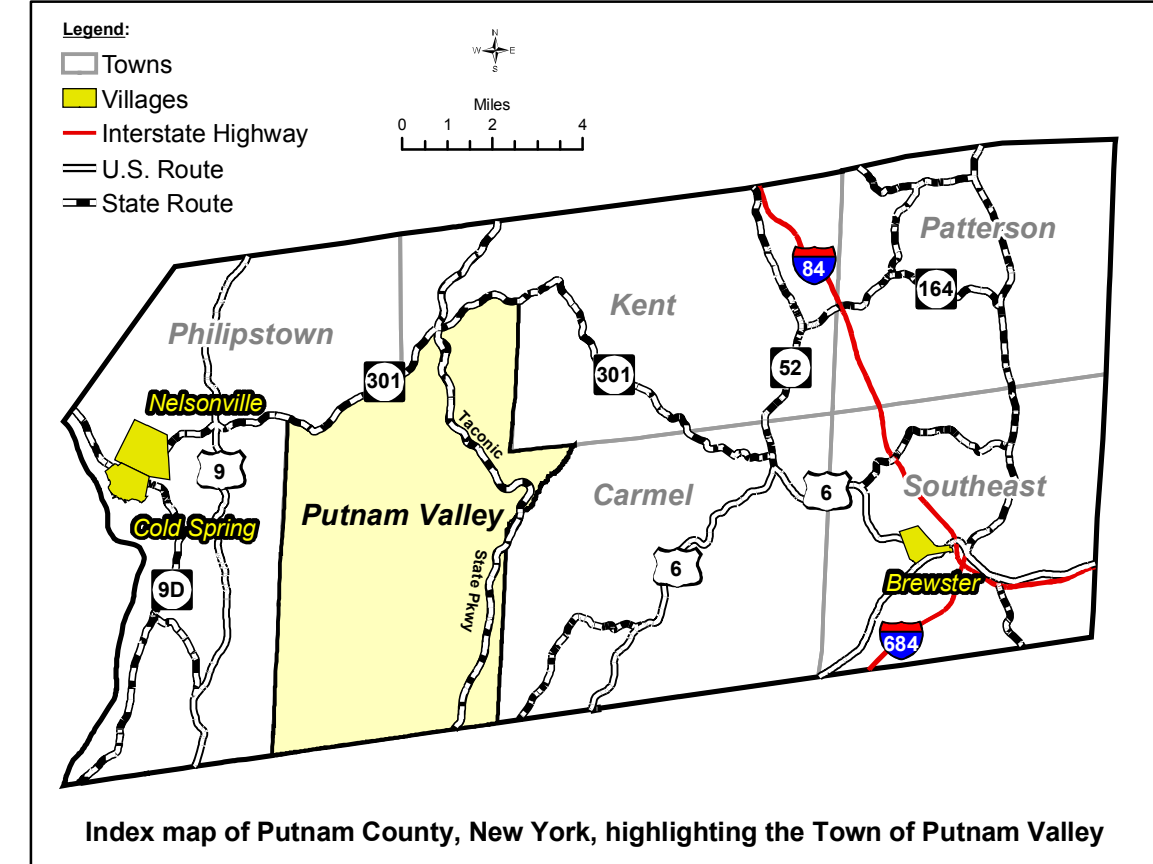 Legend:
Towns
Villages
Interstate Highway
U.S. Route
State Route
N
W E
S
Miles
0 1 2 4
Patterson
84
164
Kent
Philipstown
301
301
52
Nelsonville
Taconic
9
Carmel
6
Southeast
Putnam Valley
Cold Spring
6
State Pkwy
9D
Brewster
684
Index map of Putnam County, New York, highlighting the Town of Putnam Valley